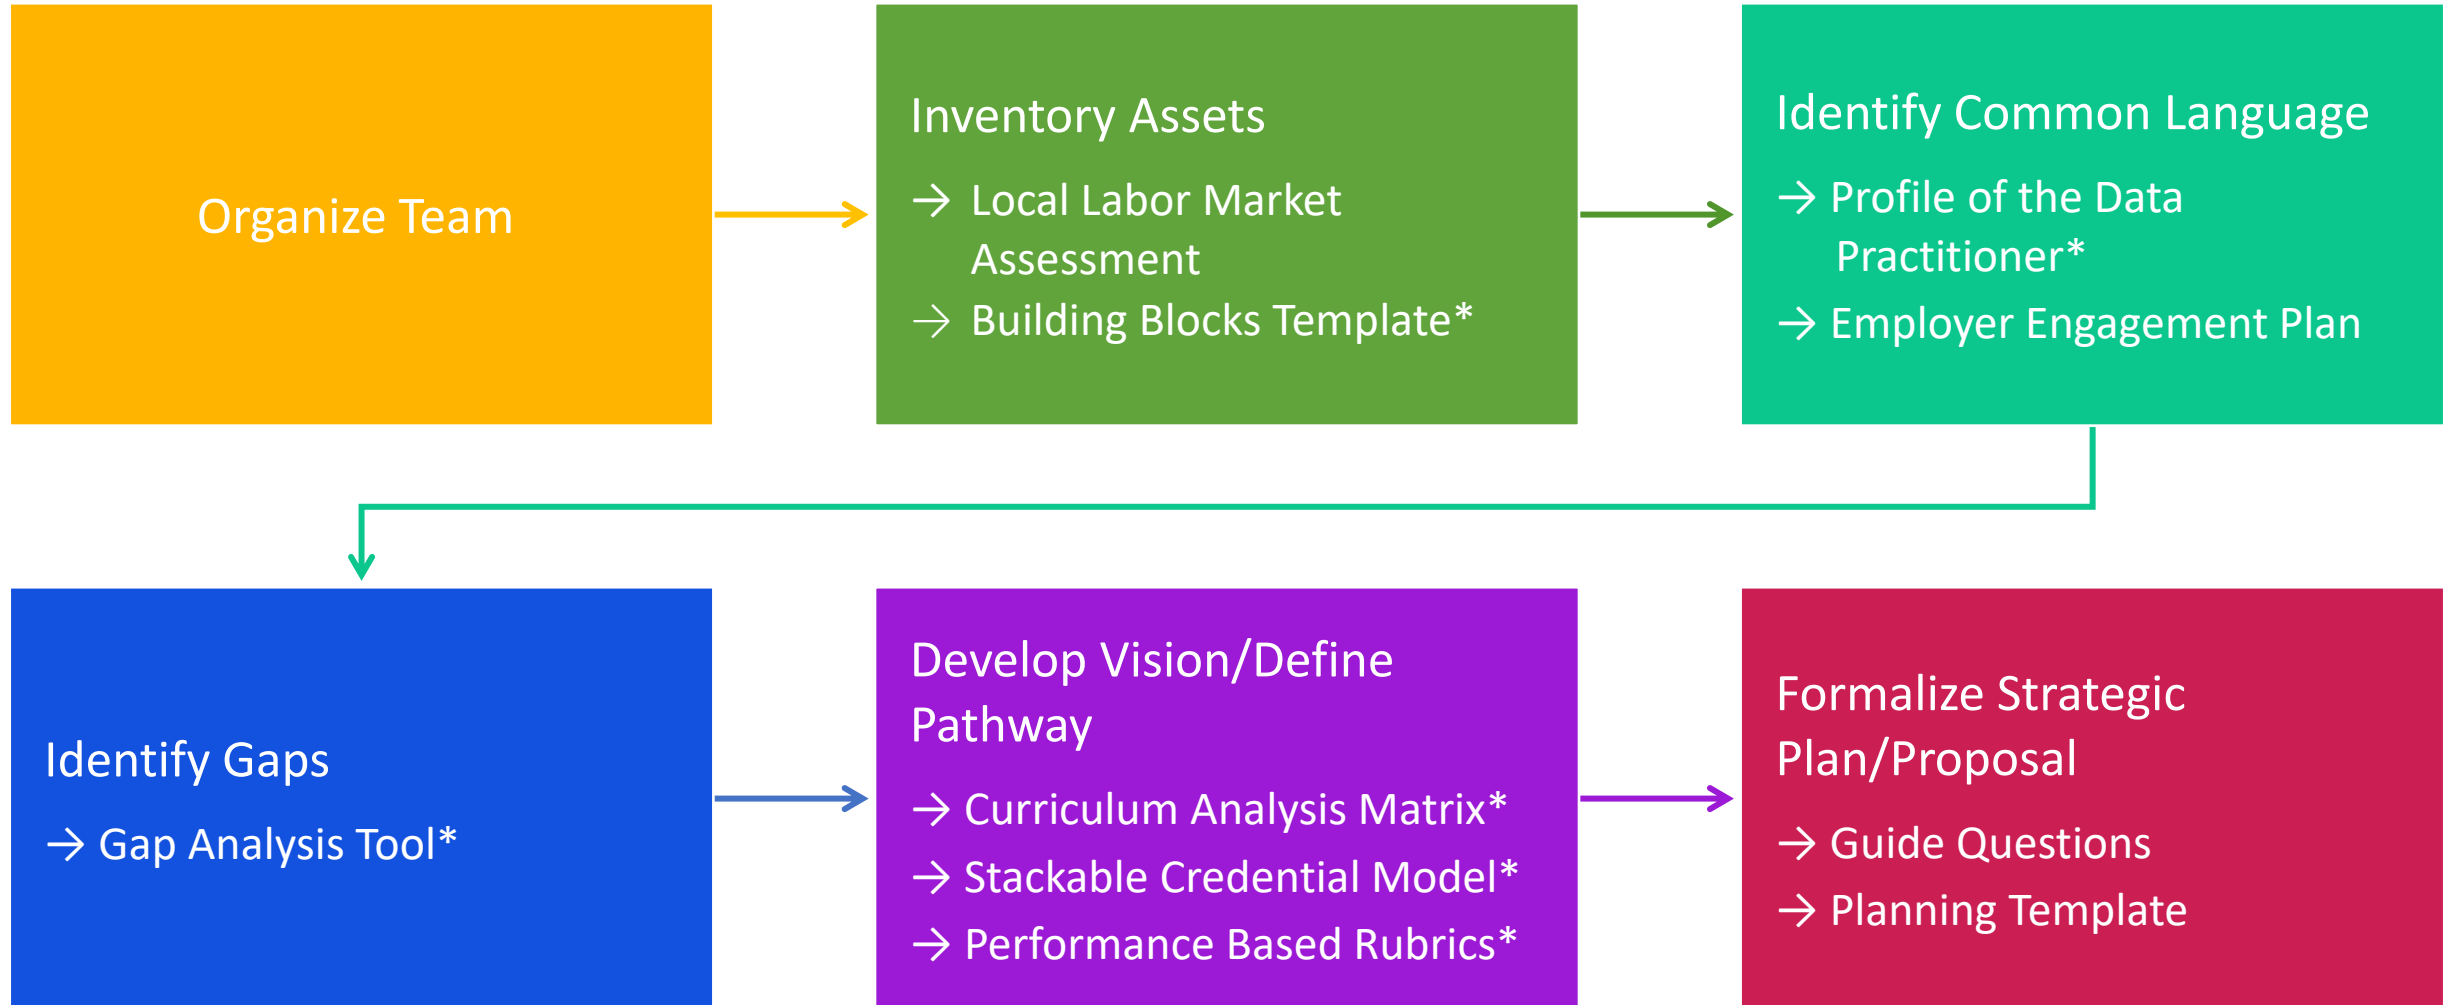 Organize Team
Inventory Assets
→ Local Labor Market
Assessment
→ Building Blocks Template*
Identify Common Language
→ Profile of the Data
Practitioner*
→ Employer Engagement Plan
Identify Gaps
→ Gap Analysis Tool*
Develop Vision/Define
Pathway
→ Curriculum Analysis Matrix*
→ Stackable Credential Model*
→ Performance Based Rubrics*
Formalize Strategic
Plan/Proposal
→ Guide Questions
→ Planning Template